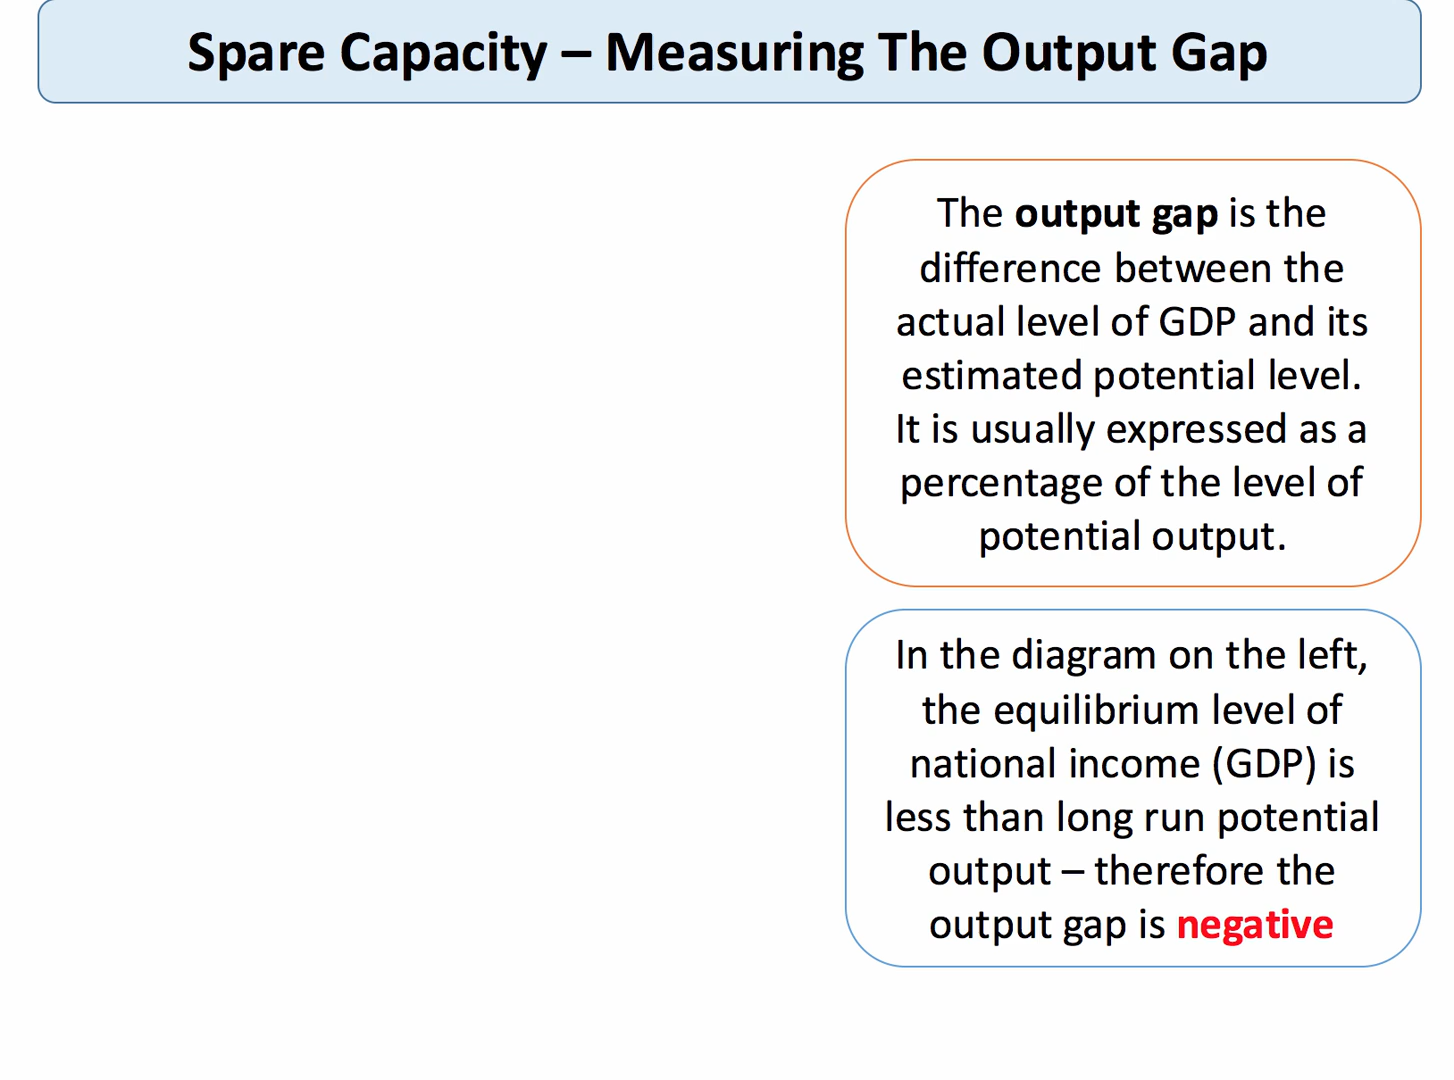 Spare Capacity – Measuring The Output Gap
The output gap is the
difference between the
actual level of GDP and its
estimated potential level.
It is usually expressed as a
percentage of the level of
potential output.
In the diagram on the left,
the equilibrium level of
national income (GDP) is
less than long run potential
output – therefore the
output gap is negative